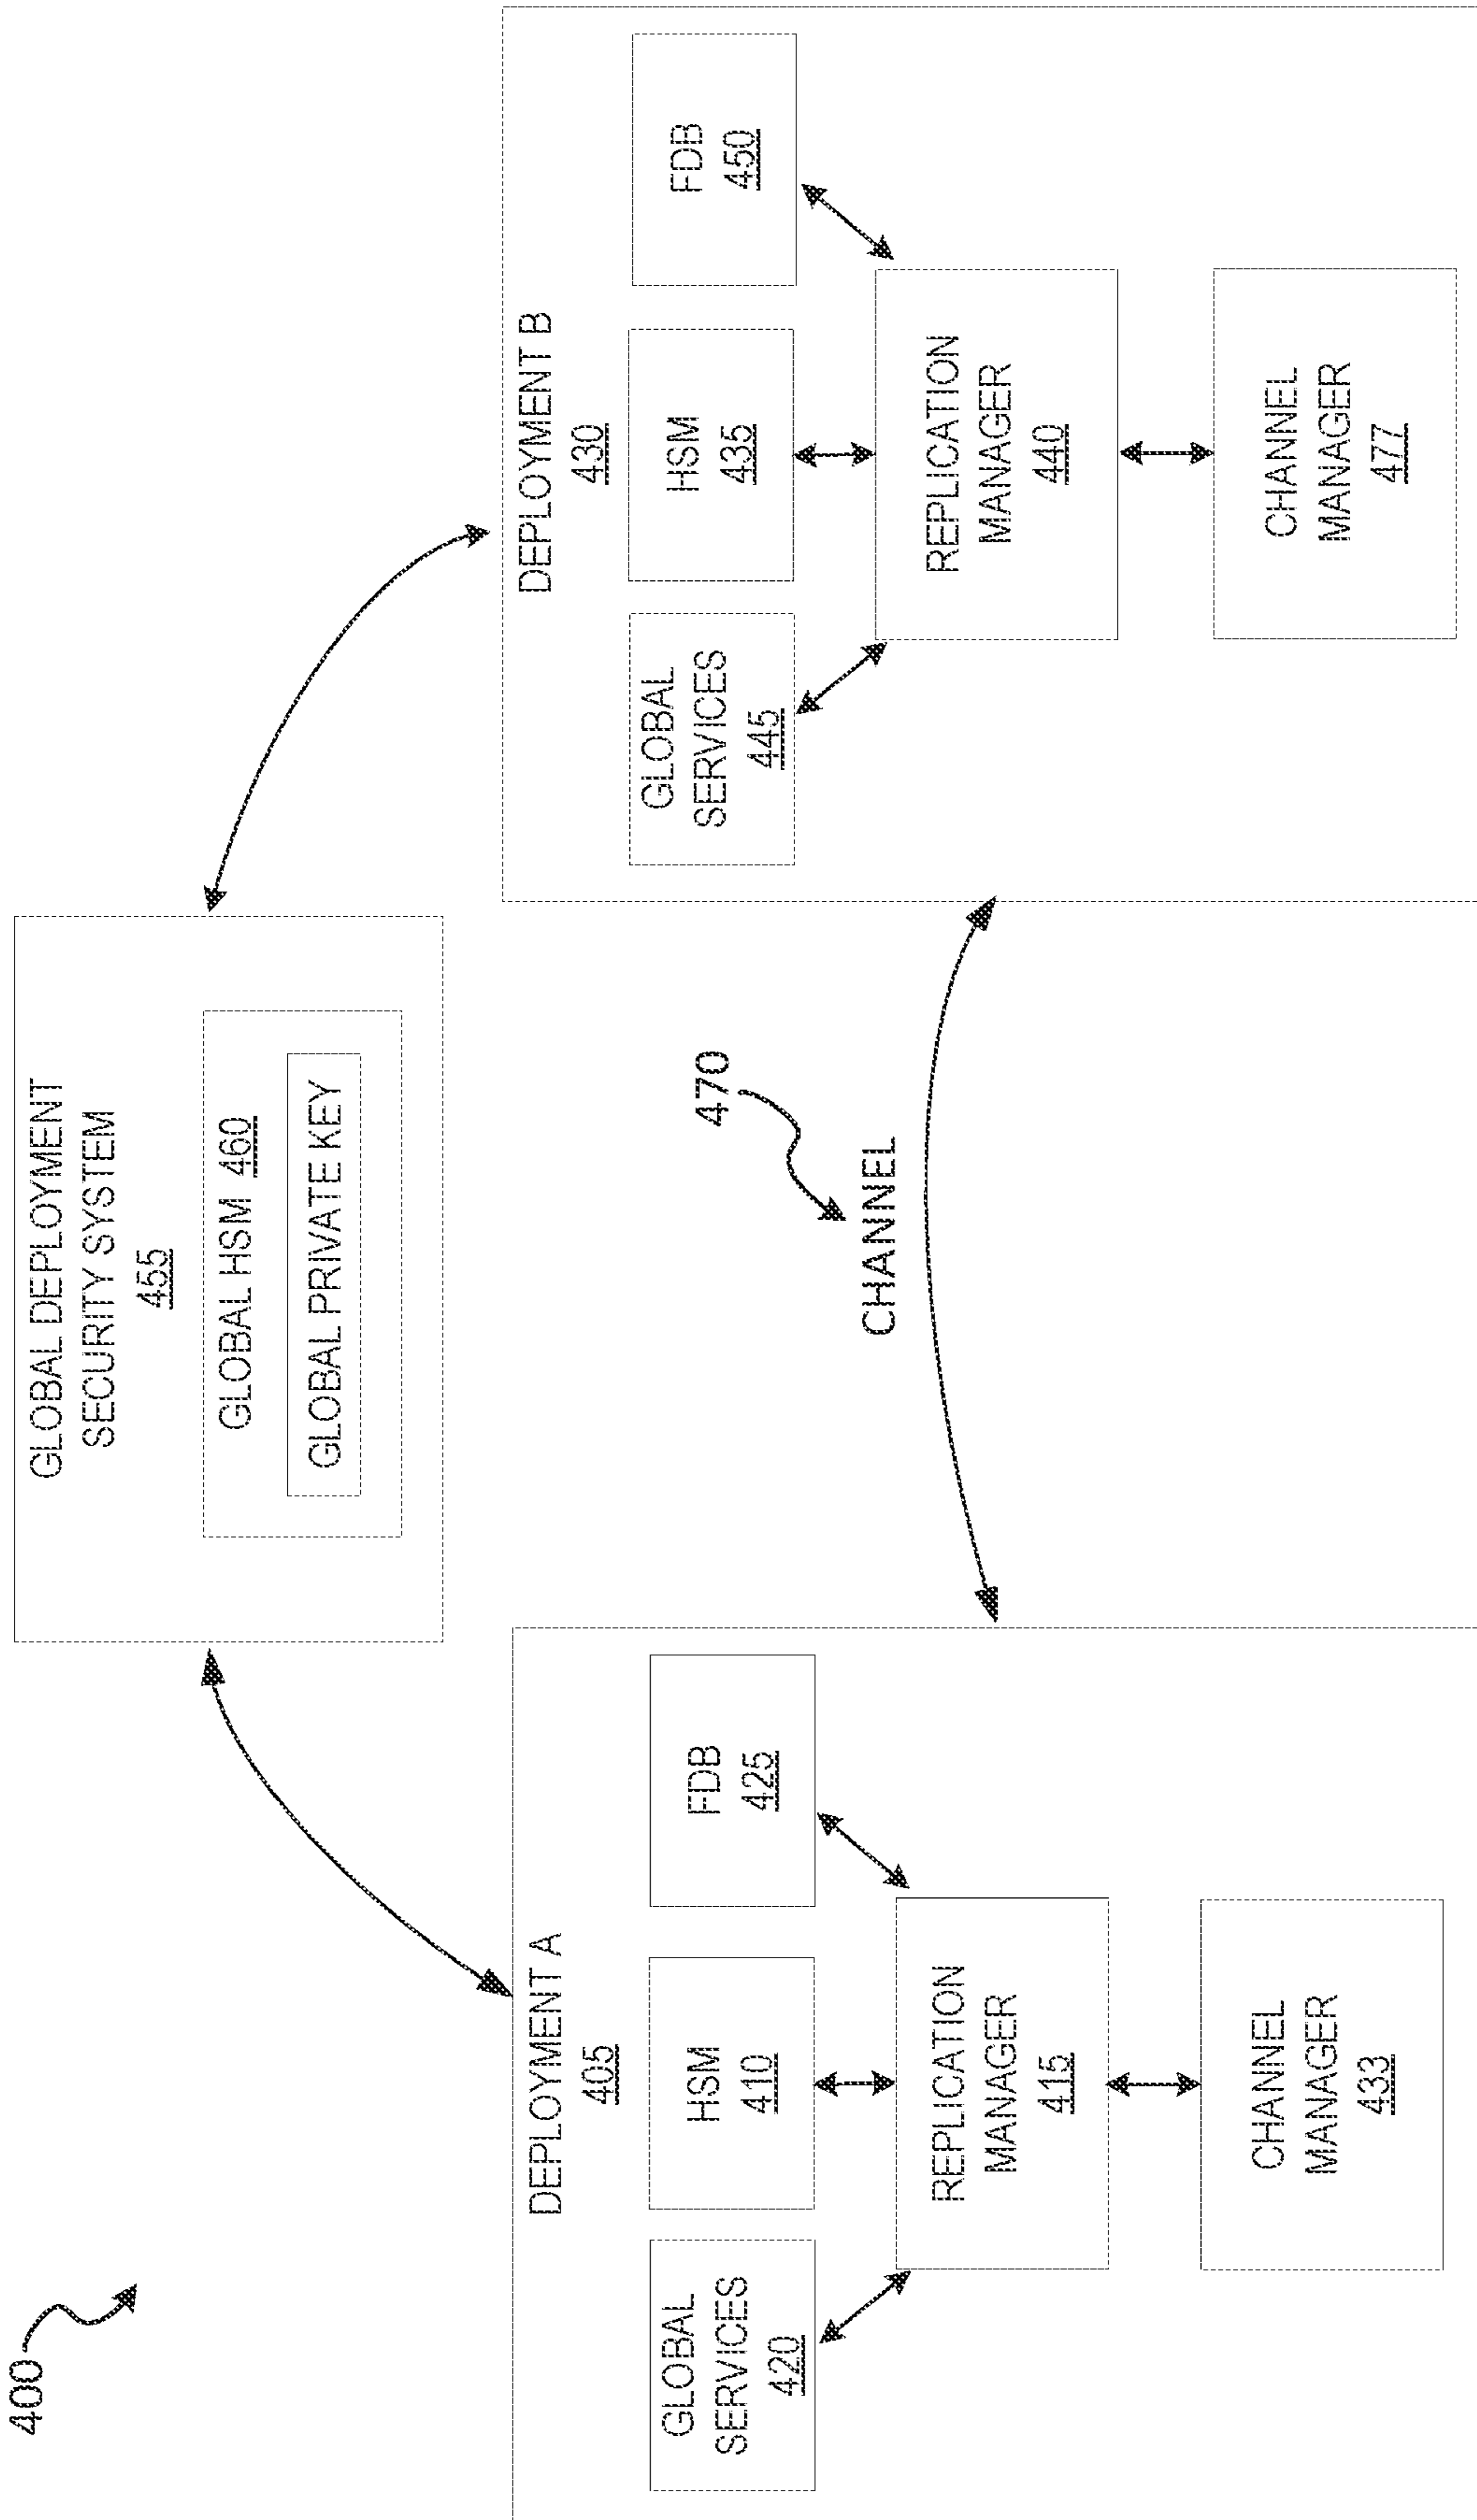 400
GLOBAL DEPLOYMENT
SECURITY SYSTEM
455
GLOBAL HSM 460
GLOBAL PRIVATE KEY
DEPLOYMENT A
405
GLOBAL
SERVICES
420
HSM
410
FDB
425
REPLICATION
MANAGER
415
CHANNEL
MANAGER
433
470
CHANNEL
DEPLOYMENT B
430
GLOBAL
SERVICES
445
HSM
435
FDB
450
REPLICATION
MANAGER
440
CHANNEL
MANAGER
477